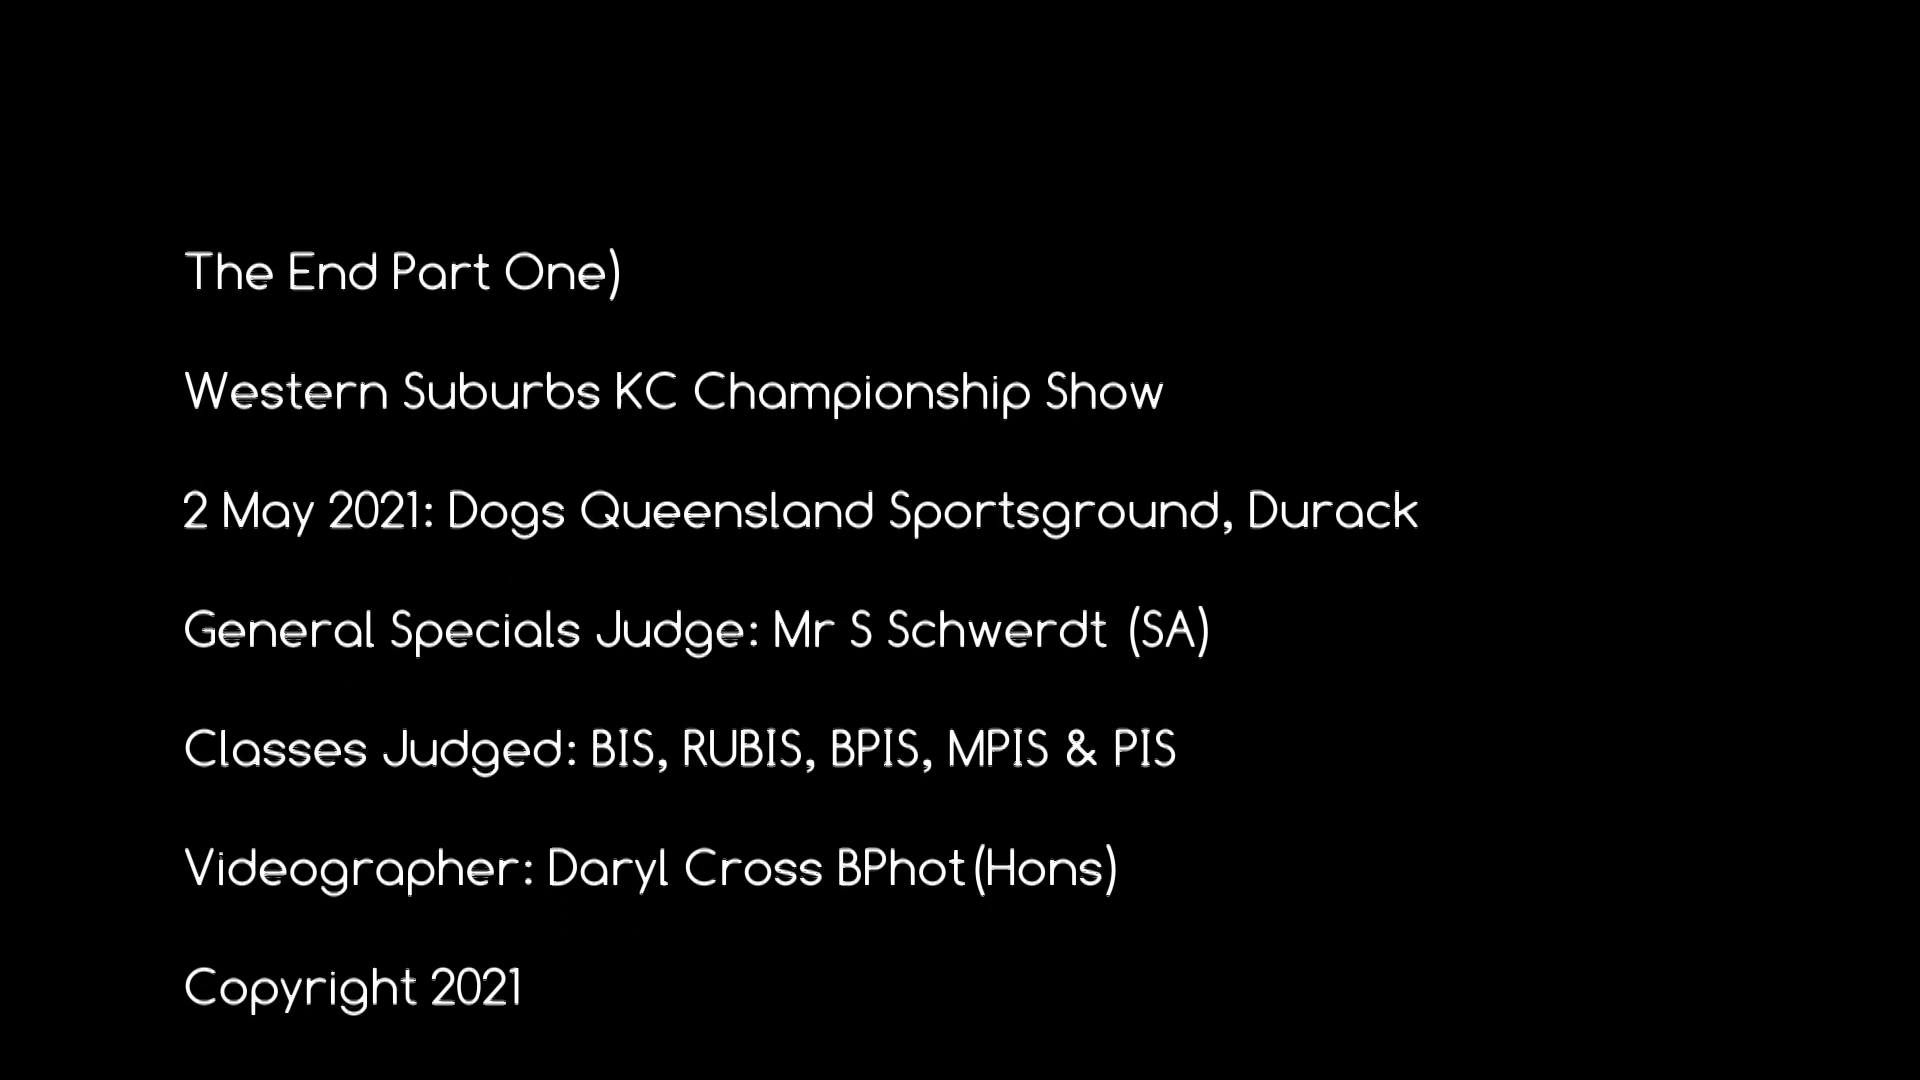 The End Part One)
Western Suburbs KC Championship Show
2 May 2021: Dogs Queensland Sportsground, Durack
General Specials Judge: Mr S Schwerdt (SA)
Classes Judged: BIS, RUBIS, BPIS, MPIS & PIS
Videographer: Daryl Cross BPhot(Hons)
Copyright 2021